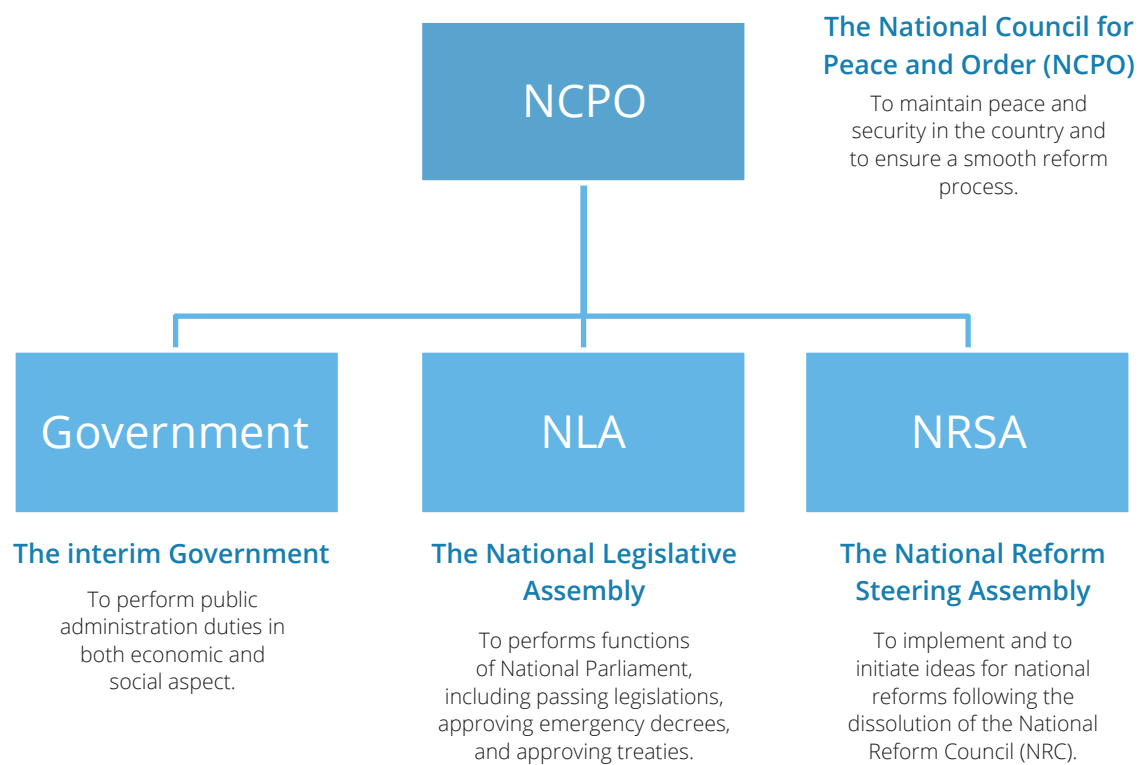 NCPO
The National Council for
Peace and Order (NCPO)
To maintain peace and
security in the country and
to ensure a smooth reform
process.
Government
The interim Government
To perform public
administration duties in
both economic and
social aspect.
NLA
The National Legislative
Assembly
To performs functions
of National Parliament,
including passing legislations,
approving emergency decrees,
and approving treaties.
NRSA
The National Reform
Steering Assembly
To implement and to
initiate ideas for national
reforms following the
dissolution of the National
Reform Council (NRC).